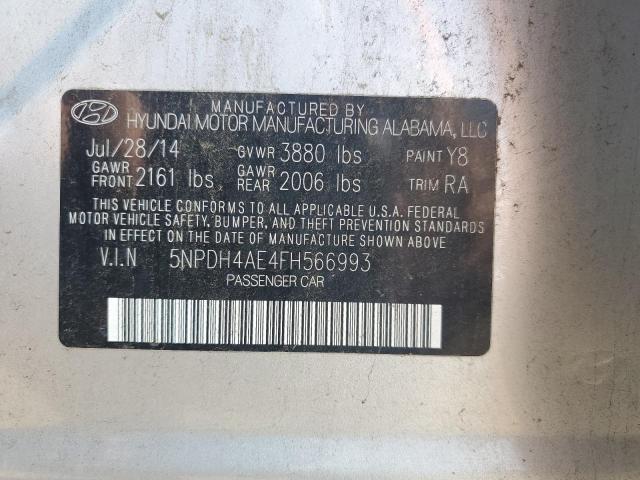 MANUFACTURED BY
HYUNDAI MOTOR MANUFACTURING ALABAMA, LLC
Jul/28/14 GVWR 3880 lbs PAINT Y8
GAWR FRONT 2161 lbs GAWR REAR 2006 lbs TRIM RA
THIS VEHICLE CONFORMS TO ALL APPLICABLE U.S.A. FEDERAL
MOTOR VEHICLE SAFETY, BUMPER, AND THEFT PREVENTION STANDARDS
IN EFFECT ON THE DATE OF MANUFACTURE SHOWN ABOVE.
V.I.N 5NPDH4AE4FH566993
PASSENGER CAR